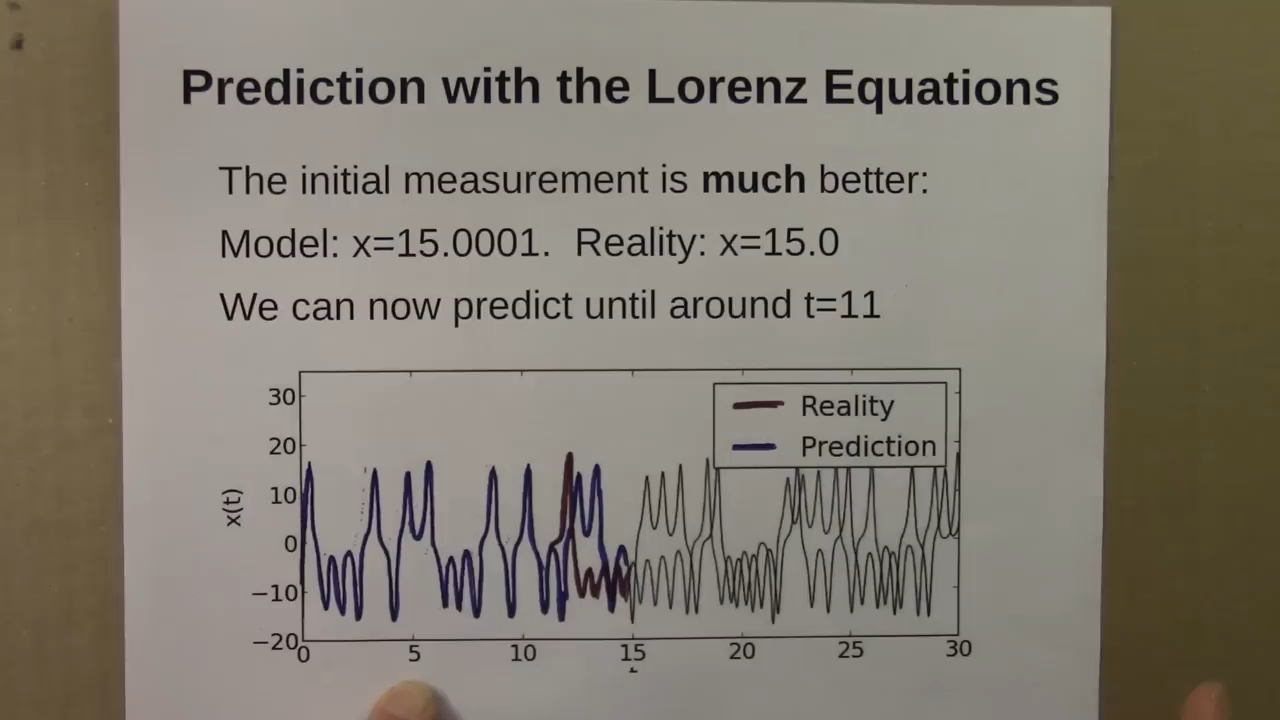 Prediction with the Lorenz Equations
The initial measurement is much better:
Model: x=15.0001. Reality: x=15.0
We can now predict until around t=11
30
20
10
0
−10
−20
x(t)
Reality
Prediction
0 5 10 15 20 25 30